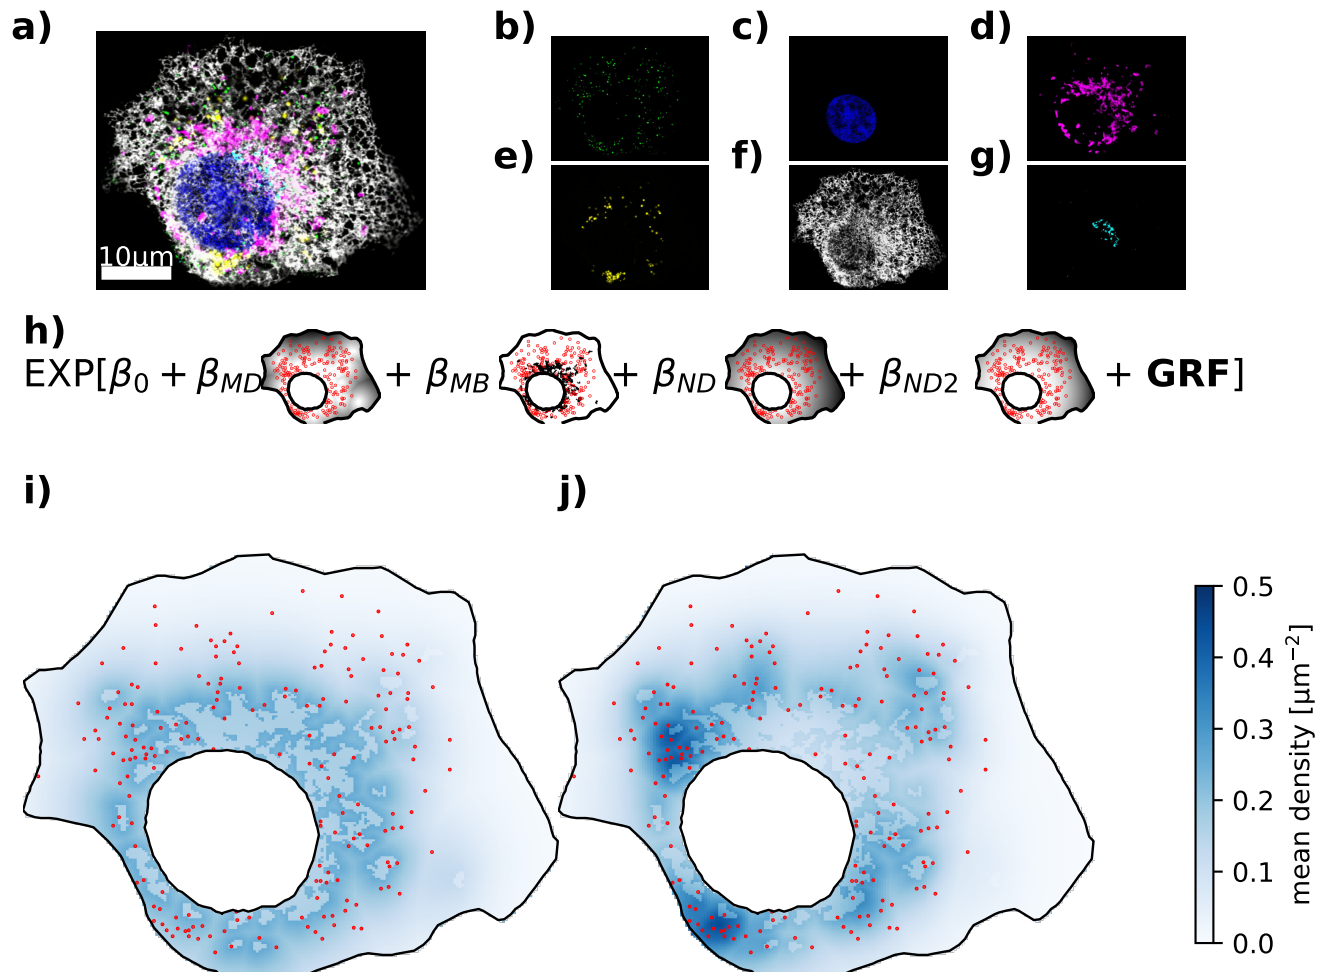 a)
b)
c)
d)
e)
f)
g)
10µm
h)
EXP[β0 + βMD + βMB + βND + βND2 + GRF]
i)
j)
0.5
0.4
0.3
0.2
0.1
0.0
mean density [µm⁻²]